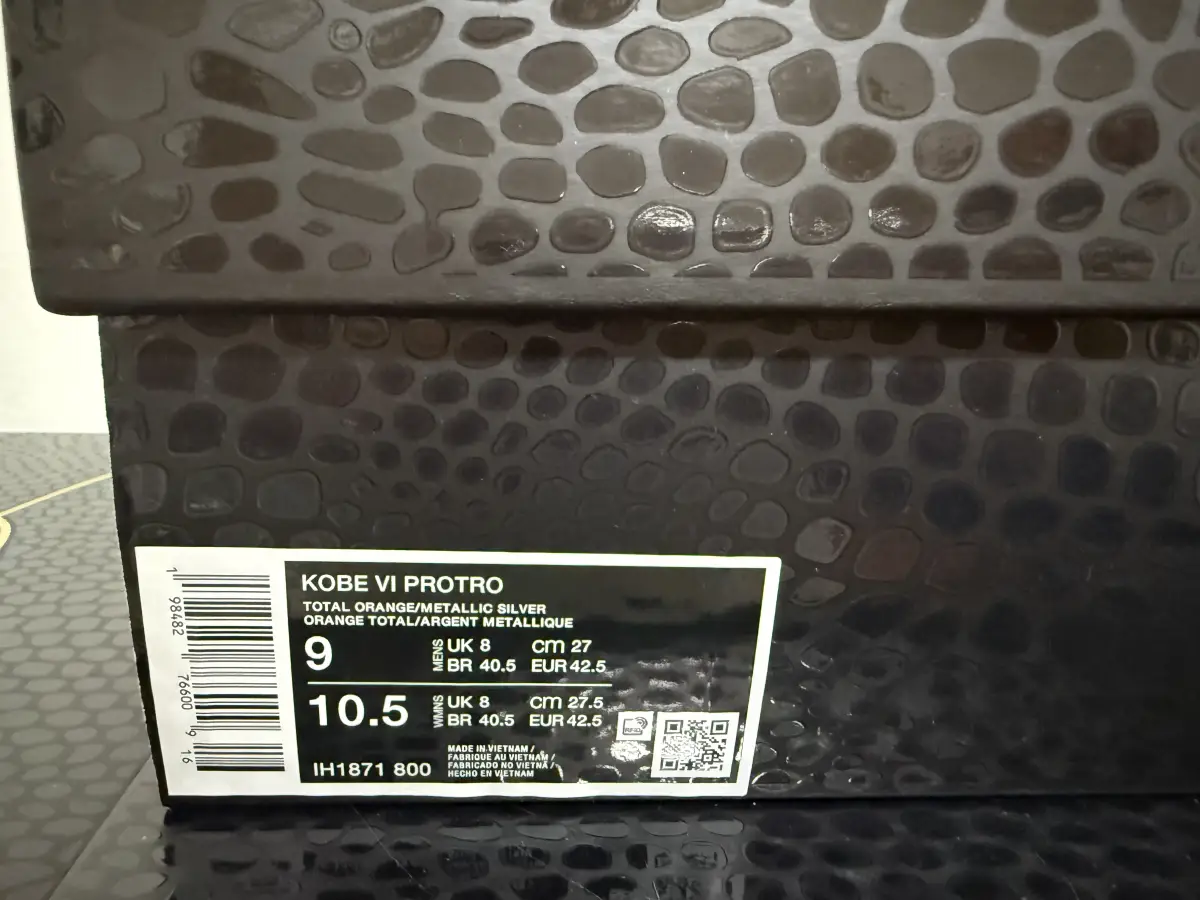 KOBE VI PROTRO
TOTAL ORANGE/METALLIC SILVER
ORANGE TOTAL/ARGENT METALLIQUE
9
MENS
UK 8 cm 27
BR 40.5 EUR 42.5
10.5
WMNS
UK 8 cm 27.5
BR 40.5 EUR 42.5
IH1871 800
MADE IN VIETNAM /
FABRIQUE AU VIETNAM /
FABRICADO NO VIETNÃ /
HECHO EN VIETNAM
RFID
1 98482 76600 9 16